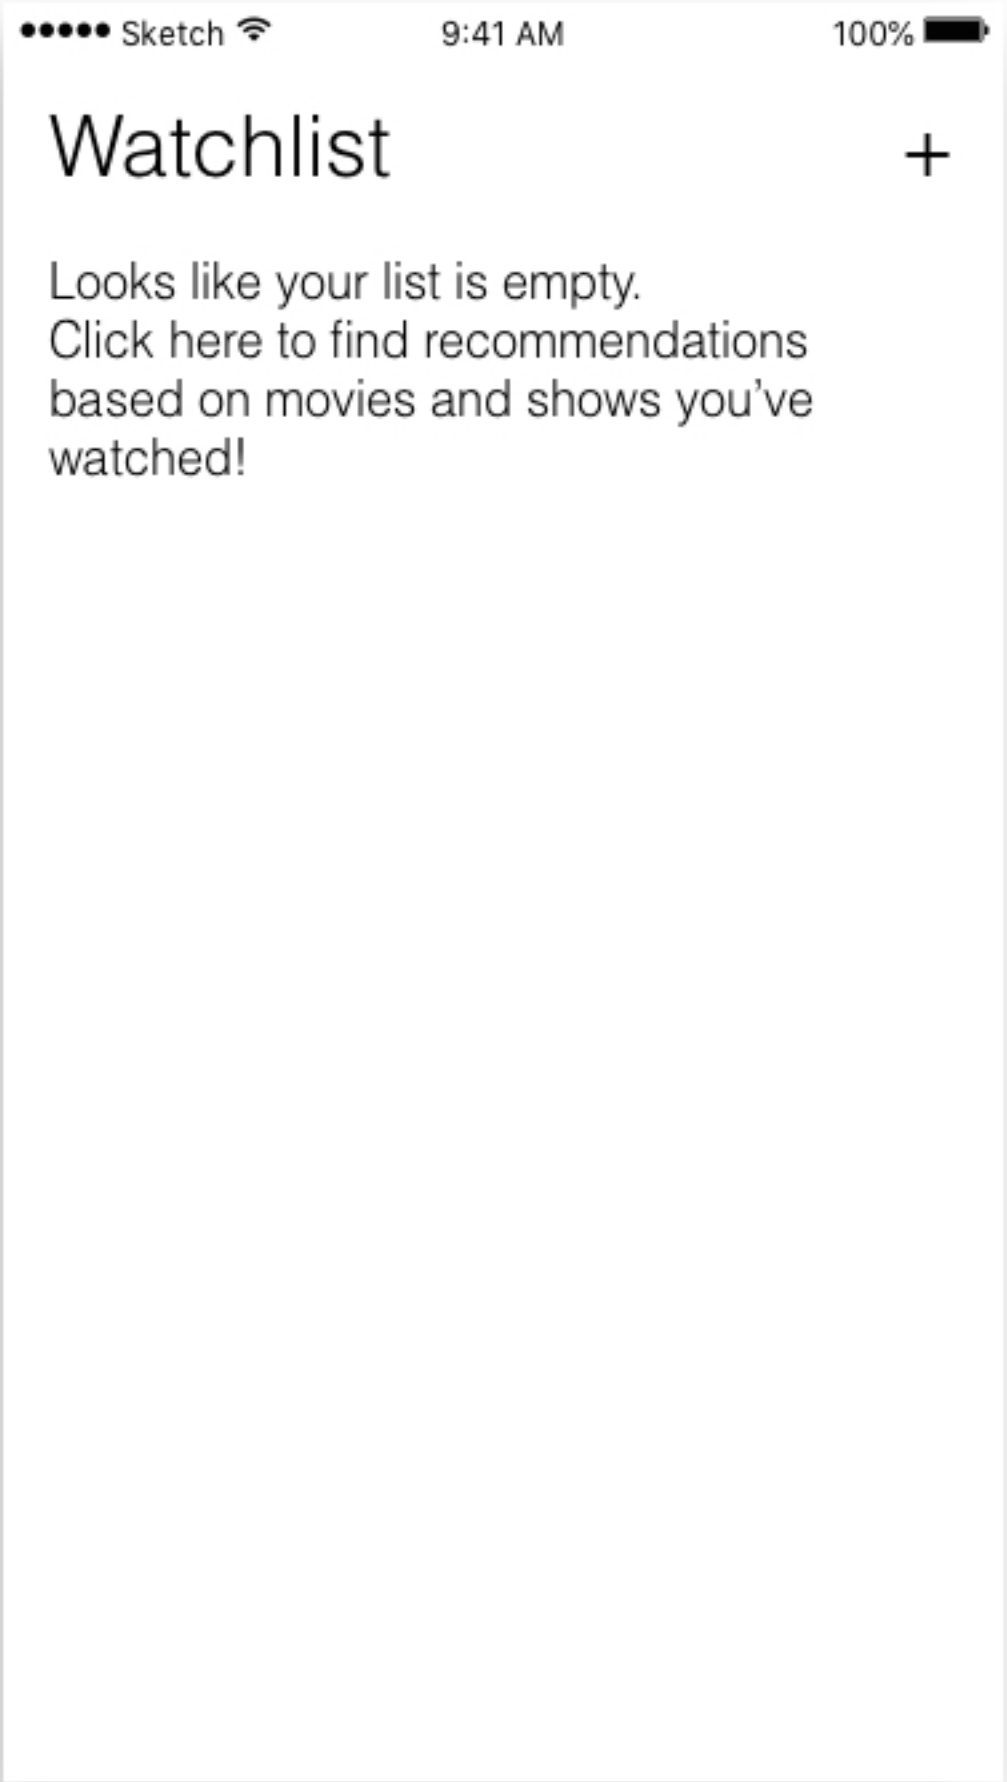 Sketch 9:41 AM 100%
Watchlist +
Looks like your list is empty.
Click here to find recommendations
based on movies and shows you’ve
watched!